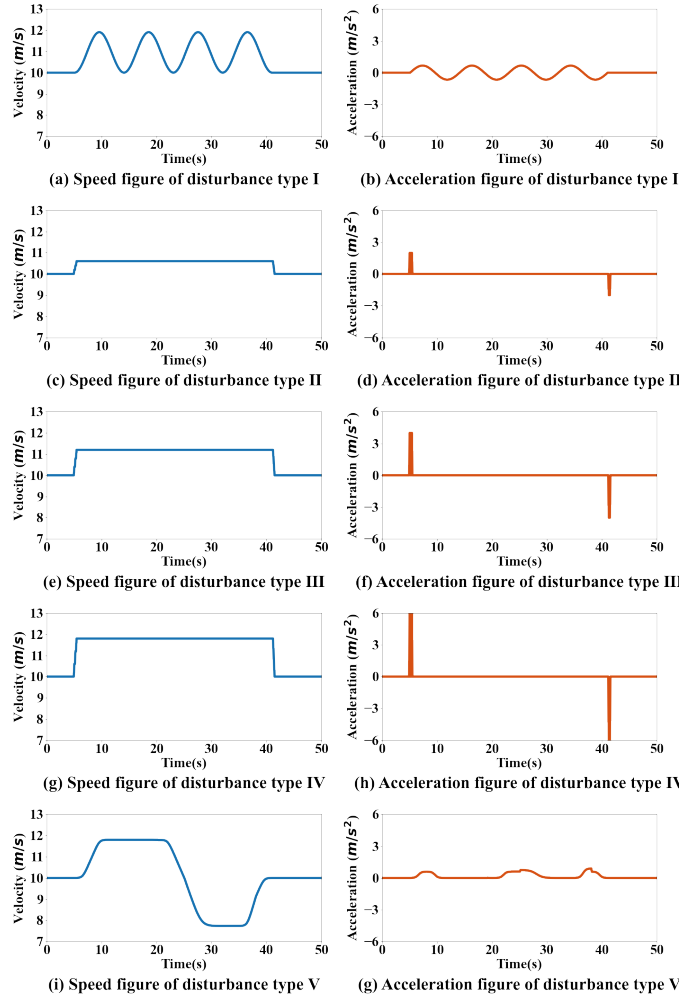 13
12
11
10
9
8
7
0 10 20 30 40 50
Velocity (m/s)
Time(s)
(a) Speed figure of disturbance type I
6
3
0
−3
−6
0 10 20 30 40 50
Acceleration (m/s²)
Time(s)
(b) Acceleration figure of disturbance type I
13
12
11
10
9
8
7
0 10 20 30 40 50
Velocity (m/s)
Time(s)
(c) Speed figure of disturbance type II
6
3
0
−3
−6
0 10 20 30 40 50
Acceleration (m/s²)
Time(s)
(d) Acceleration figure of disturbance type II
13
12
11
10
9
8
7
0 10 20 30 40 50
Velocity (m/s)
Time(s)
(e) Speed figure of disturbance type III
6
3
0
−3
−6
0 10 20 30 40 50
Acceleration (m/s²)
Time(s)
(f) Acceleration figure of disturbance type III
13
12
11
10
9
8
7
0 10 20 30 40 50
Velocity (m/s)
Time(s)
(g) Speed figure of disturbance type IV
6
3
0
−3
−6
0 10 20 30 40 50
Acceleration (m/s²)
Time(s)
(h) Acceleration figure of disturbance type IV
13
12
11
10
9
8
7
0 10 20 30 40 50
Velocity (m/s)
Time(s)
(i) Speed figure of disturbance type V
6
3
0
−3
−6
0 10 20 30 40 50
Acceleration (m/s²)
Time(s)
(g) Acceleration figure of disturbance type V